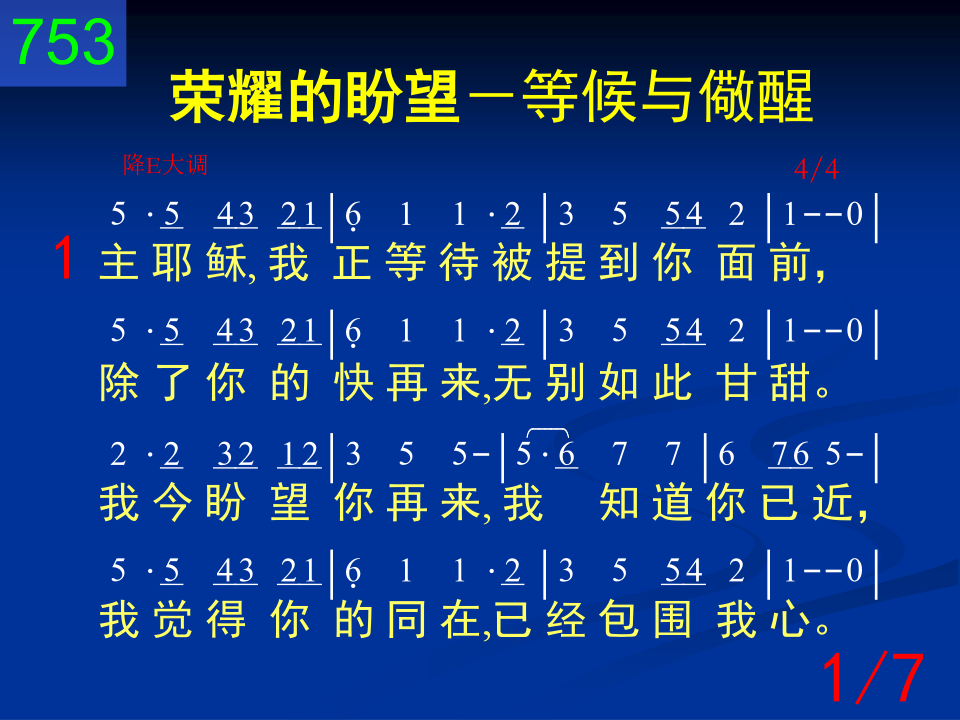 753
荣耀的盼望－等候与儆醒
降E大调 4/4
5 ·5 43 21|6̣ 1 1 ·2|3 5 54 2|1--0|
1 主耶稣,我正等待被提到你面前，
5 ·5 43 21|6̣ 1 1 ·2|3 5 54 2|1--0|
除了你的快再来,无别如此甘甜。
2 ·2 32 12|3 5 5-|5·6 7 7|6 76 5-|
我今盼望你再来,我知道你已近，
5 ·5 43 21|6̣ 1 1 ·2|3 5 54 2|1--0|
我觉得你的同在,已经包围我心。
1/7